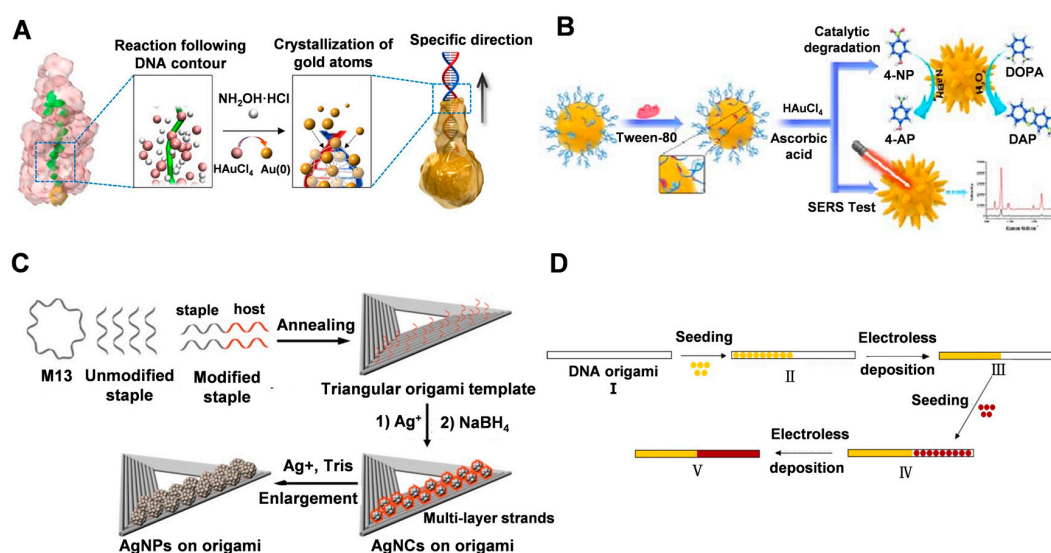 A
Reaction following
DNA contour
Crystallization of
gold atoms
Specific direction
NH2OH·HCl
HAuCl4 Au(0)
B
Tween-80
HAuCl4
Ascorbic
acid
Catalytic
degradation
4-NP
4-AP
NaBH4
H2O2
DOPA
DAP
SERS Test
C
M13
Unmodified
staple
staple host
Modified
staple
Annealing
Triangular origami template
1) Ag+ 2) NaBH4
Multi-layer strands
AgNCs on origami
Ag+, Tris
Enlargement
AgNPs on origami
D
DNA origami
I
Seeding
II
Electroless
deposition
III
Seeding
IV
Electroless
deposition
V